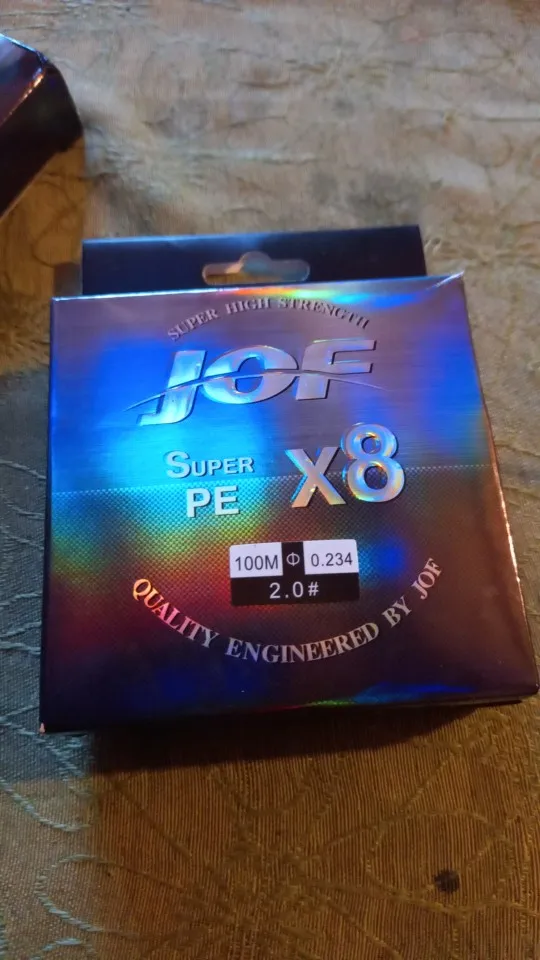 SUPER HIGH STRENGTH
JOF
SUPER
PE
X8
100M Φ 0.234
2.0#
QUALITY ENGINEERED BY JOF